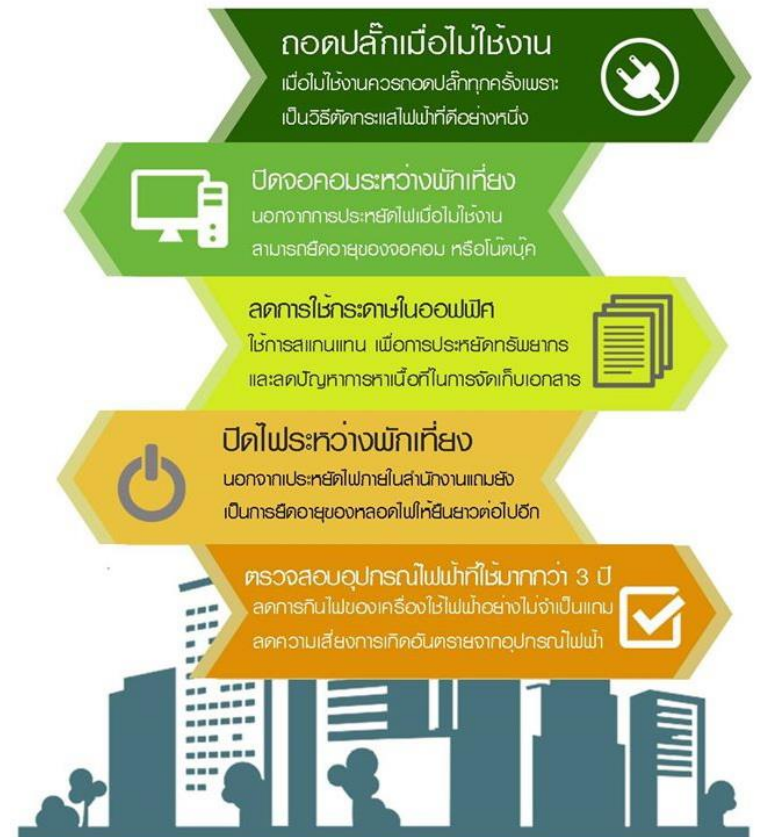 ถอดปลั๊กเมื่อไม่ใช้งาน
เมื่อไม่ใช้งานควรถอดปลั๊กทุกครั้งเพราะ
เป็นวิธีตัดกระแสไฟฟ้าที่ดีอย่างหนึ่ง
ปิดจอคอมระหว่างพักเที่ยง
นอกจากการประหยัดไฟเมื่อไม่ใช้งาน
สามารถยืดอายุของจอคอม หรือโน๊ตบุ๊ค
ลดการใช้กระดาษในออฟฟิศ
ใช้การสแกนแทน เพื่อการประหยัดทรัพยากร
และลดปัญหาการหาเนื้อที่ในการจัดเก็บเอกสาร
ปิดไฟระหว่างพักเที่ยง
นอกจากเประหยัดไฟภายในสำนักงานแถมยัง
เป็นการยืดอายุของหลอดไฟให้ยืนยาวต่อไปอีก
ตรวจสอบอุปกรณ์ไฟฟ้าที่ใช้มากกว่า 3 ปี
ลดการกินไฟของเครื่องใช้ไฟฟ้าอย่างไม่จำเป็นแถม
ลดความเสี่ยงการเกิดอันตรายจากอุปกรณ์ไฟฟ้า